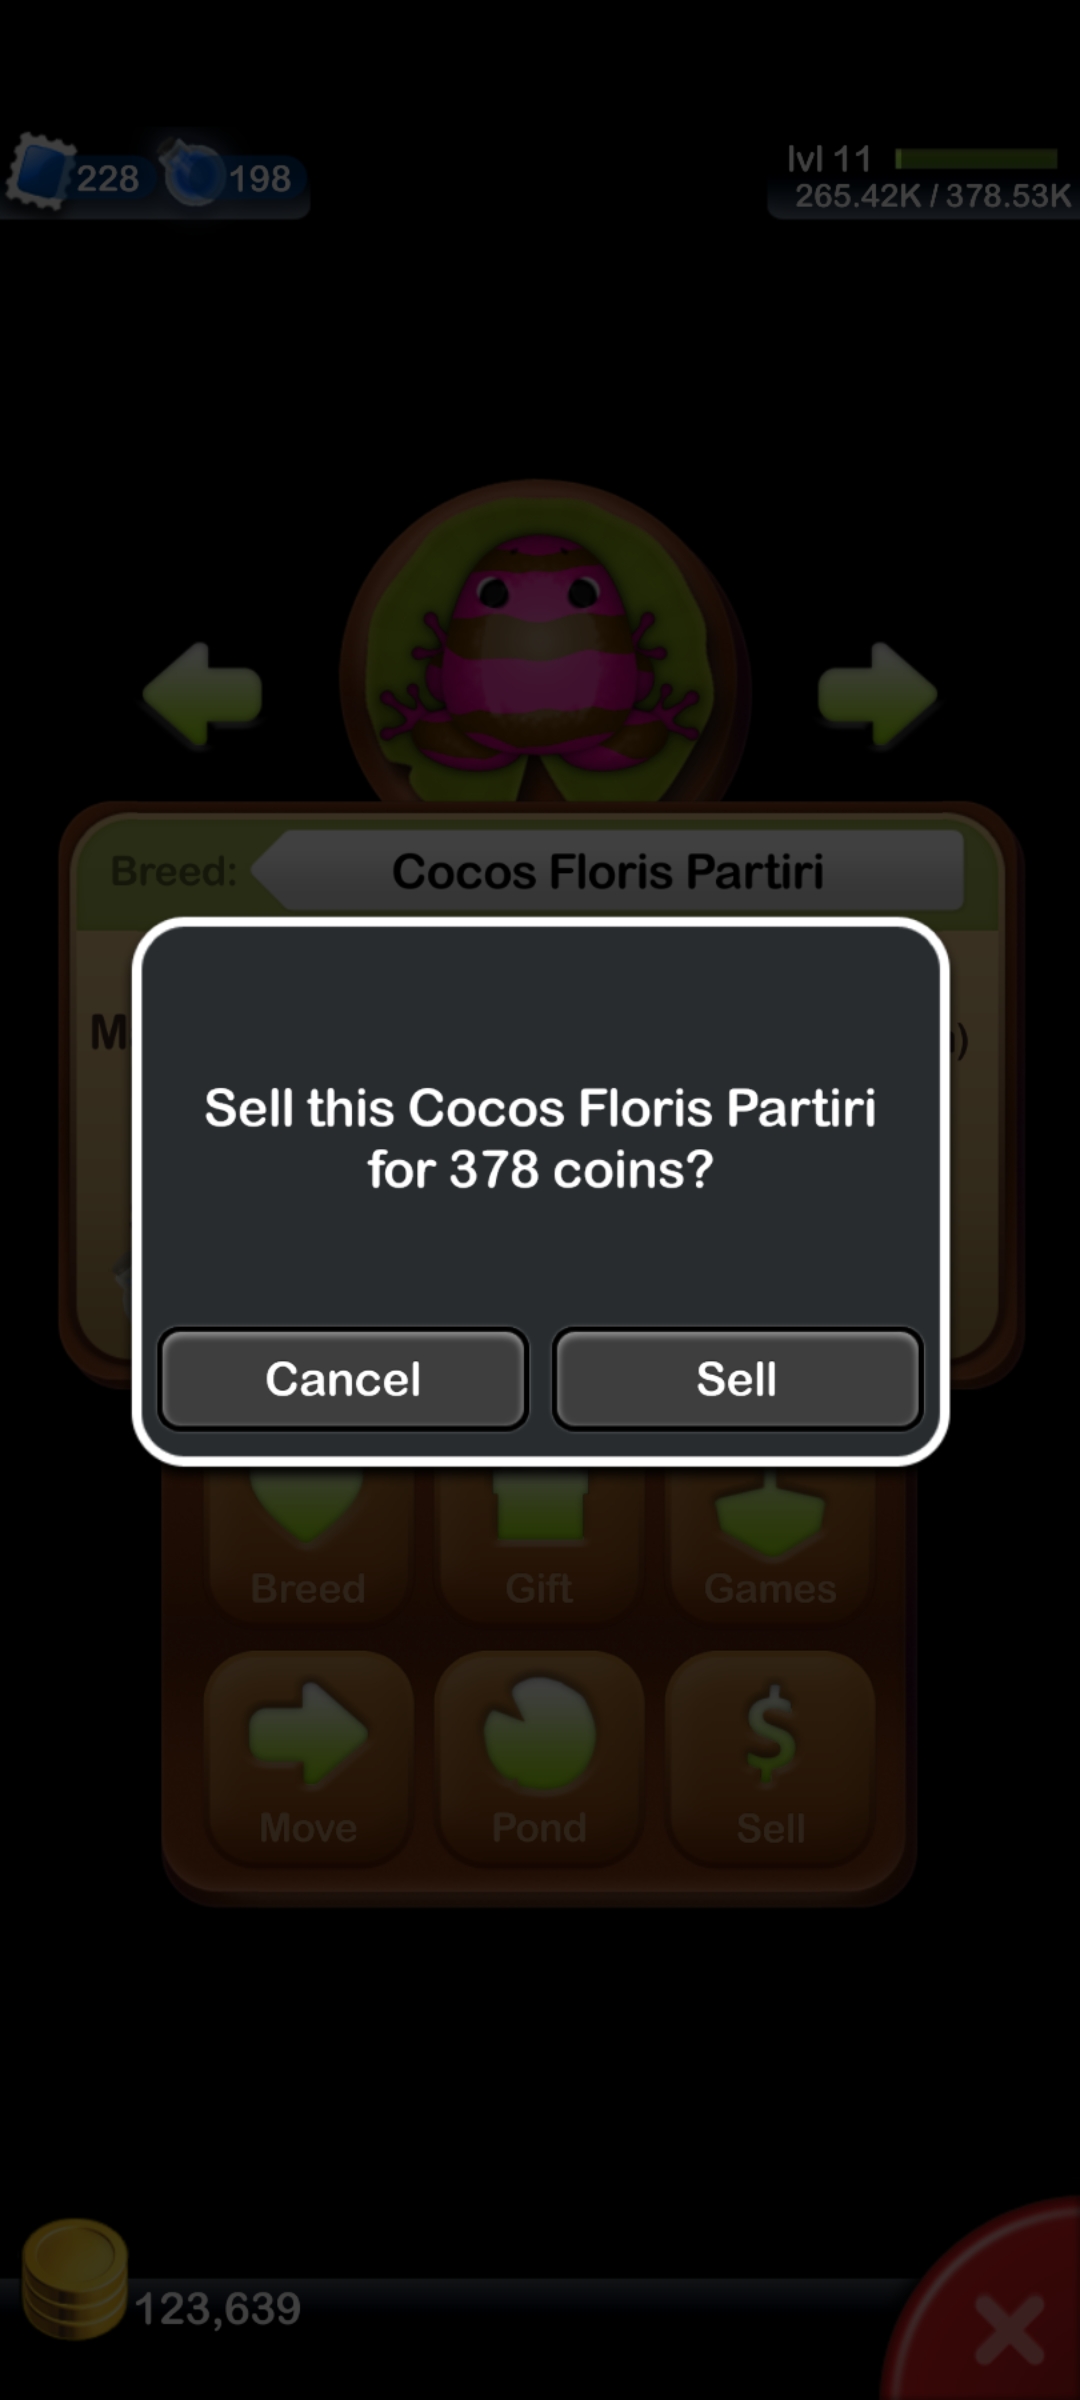 228
198
lvl 11
265.42K / 378.53K
Breed:
Cocos Floris Partiri
Sell this Cocos Floris Partiri
for 378 coins?
Cancel
Sell
Breed
Gift
Games
Move
Pond
Sell
123,639